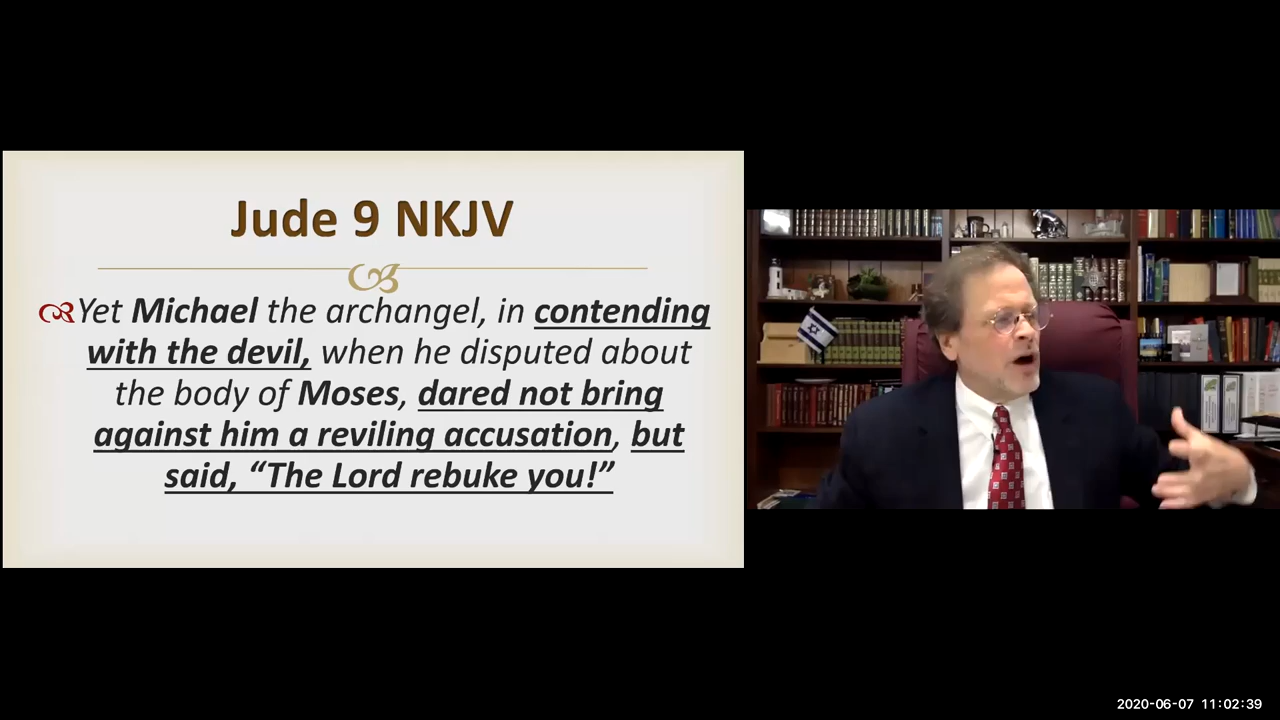 Jude 9 NKJV
Yet Michael the archangel, in contending
with the devil, when he disputed about
the body of Moses, dared not bring
against him a reviling accusation, but
said, “The Lord rebuke you!”
2020-06-07 11:02:39